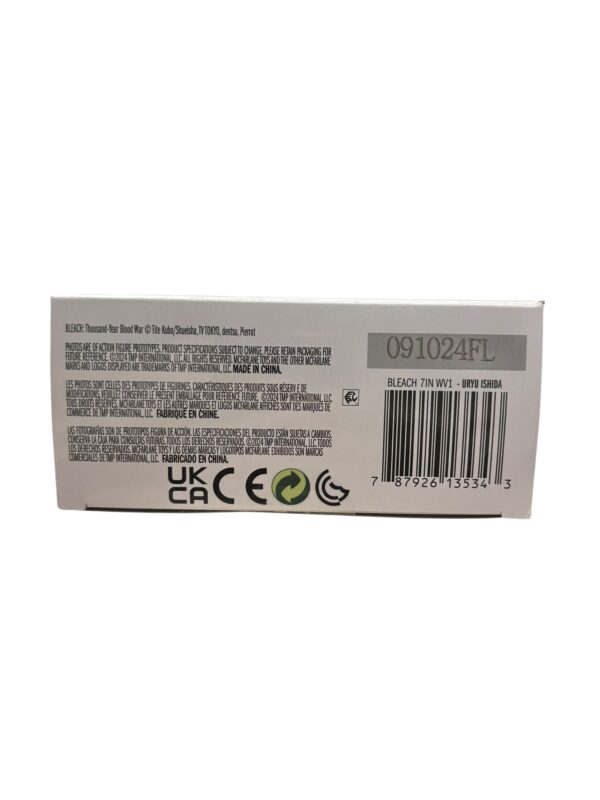 BLEACH: Thousand-Year Blood War © Tite Kubo/Shueisha, TV TOKYO, dentsu, Pierrot
PHOTOS ARE OF ACTION FIGURE PROTOTYPES. PRODUCT SPECIFICATIONS SUBJECT TO CHANGE. PLEASE RETAIN PACKAGING FOR
FUTURE REFERENCE. ©2024 TMP INTERNATIONAL, LLC. ALL RIGHTS RESERVED. MCFARLANE TOYS AND THE OTHER MCFARLANE
MARKS AND LOGOS DISPLAYED ARE TRADEMARKS OF TMP INTERNATIONAL, LLC. MADE IN CHINA.
LES PHOTOS SONT CELLES DES PROTOTYPES DE FIGURINES. CARACTÉRISTIQUES DES PRODUITS SOUS RÉSERV E DE
MODIFICATIONS, VEUILLEZ CONSERVER LE PRESENT EMBALLAGE POUR REFERENCE FUTURE. ©2024 TMP INTERNATIONAL, LLC.
TOUS DROITS RESERVES. MCFARLANE TOYS ET LES AUTRES MARQUES ET LOGOS MCFARLANE AFFICHES SONT DES MARQUES DE
COMMERCE DE TMP INTERNATIONAL, LLC. FABRIQUÉ EN CHINE.
LAS FOTOGRAFÍAS SON DE PROTOTIPOS FIGURA DE ACCIÓN. LAS ESPECIFICACIONES DEL PRODUCTO ESTÁN SUJETAS A CAMBIOS.
CONSERVA LA CAJA PARA CONSULTAS FUTURAS. TODOS LOS DERECHOS RESERVADOS. ©2024 TMP INTERNATIONAL, LLC. TODOS
LOS DERECHOS RESERVADOS. MCFARLANE TOYS Y LAS DEMAS MARCAS Y LOGOTIPOS MCFARLANE EXHIBIDOS SON MARCAS
COMERCIALES DE TMP INTERNATIONAL, LLC. FABRICADO EN CHINA.
UK
CA CE
091024FL
BLEACH 7IN WV1 - URYU ISHIDA
7 87926 13534 3